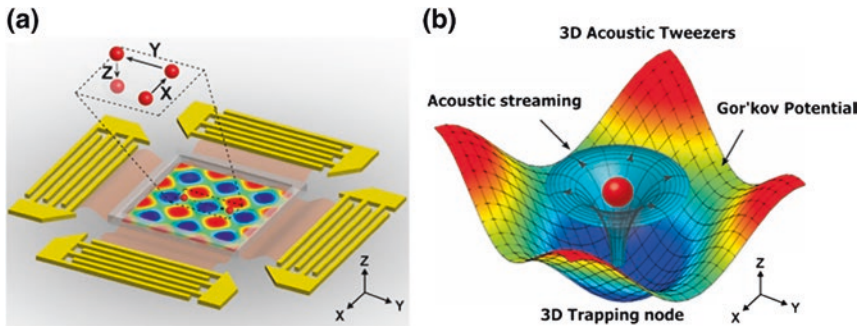 (a)
Y
Z
X
Z
Y
X
(b)
3D Acoustic Tweezers
Acoustic streaming
Gor'kov Potential
3D Trapping node
Z
Y
X